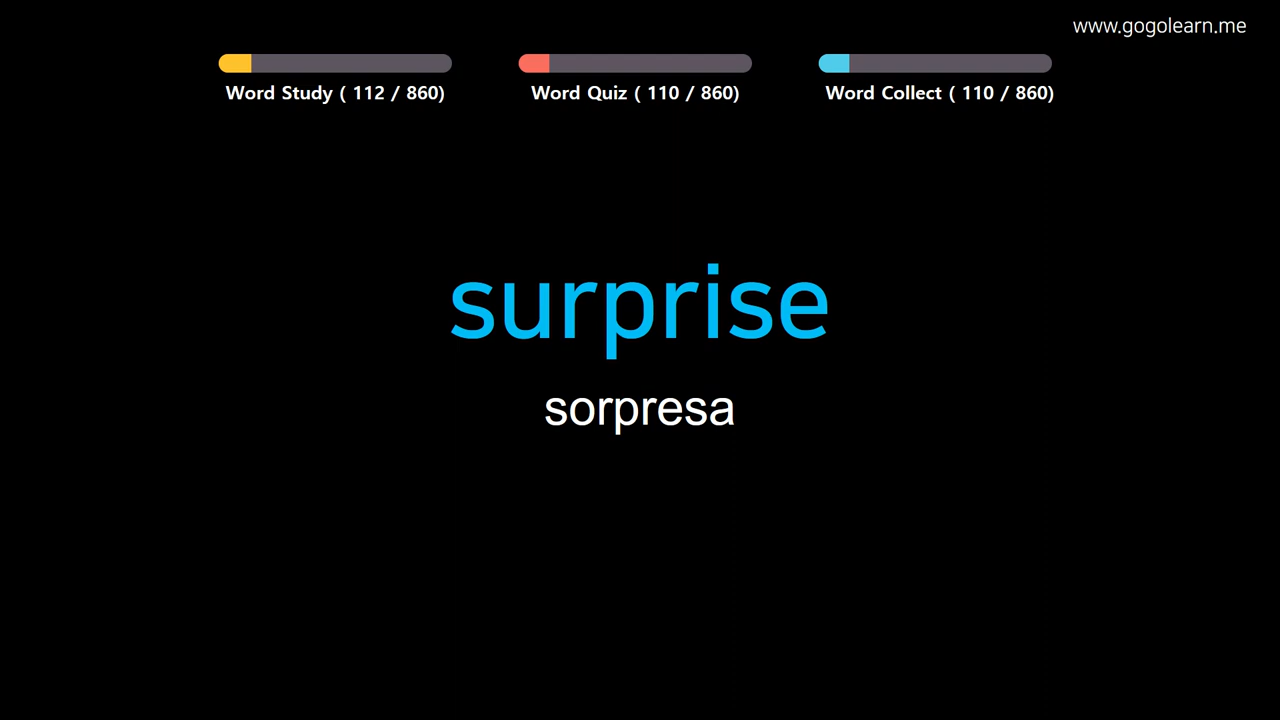 www.gogolearn.me
Word Study ( 112 / 860)
Word Quiz ( 110 / 860)
Word Collect ( 110 / 860)
surprise
sorpresa